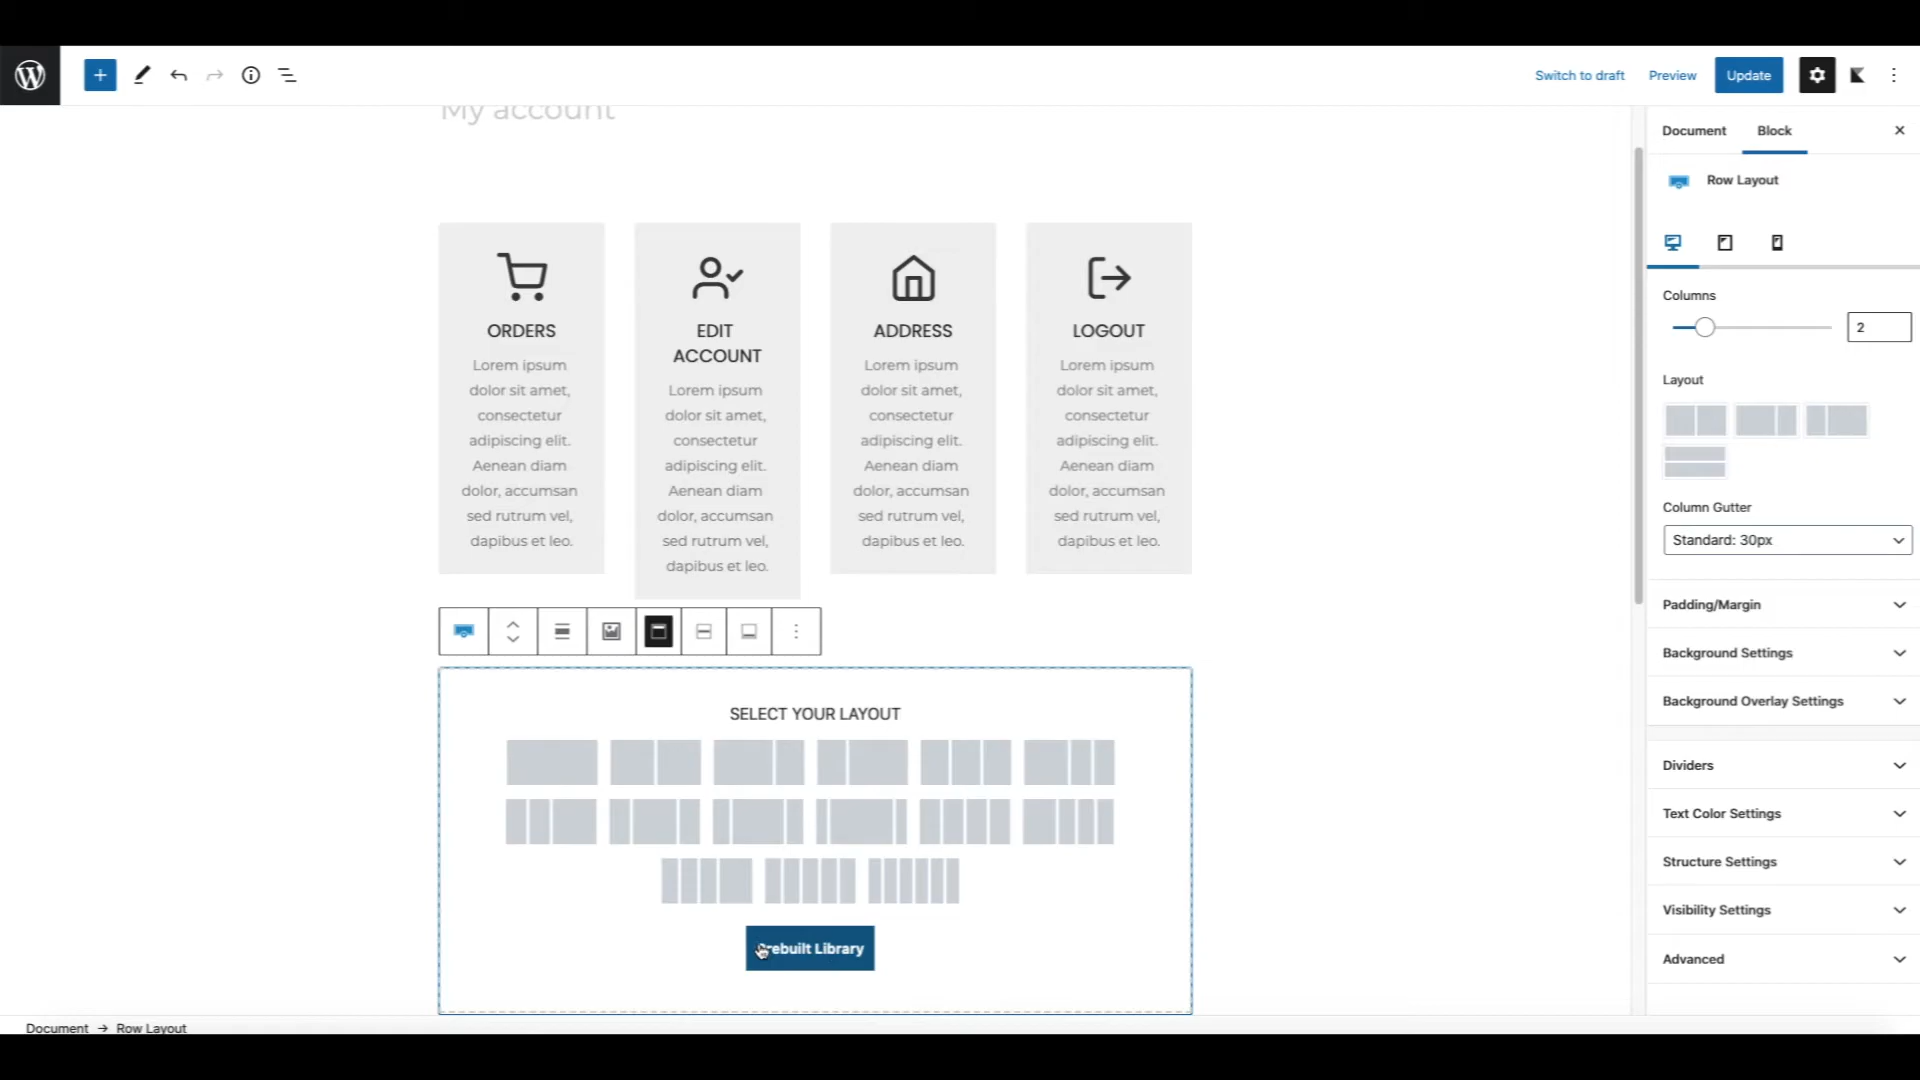 Switch to draft
Preview
Update
My account
Document
Block
Row Layout
ORDERS
Lorem ipsum
dolor sit amet,
consectetur
adipiscing elit.
Aenean diam
dolor, accumsan
sed rutrum vel,
dapibus et leo.
EDIT
ACCOUNT
Lorem ipsum
dolor sit amet,
consectetur
adipiscing elit.
Aenean diam
dolor, accumsan
sed rutrum vel,
dapibus et leo.
ADDRESS
Lorem ipsum
dolor sit amet,
consectetur
adipiscing elit.
Aenean diam
dolor, accumsan
sed rutrum vel,
dapibus et leo.
LOGOUT
Lorem ipsum
dolor sit amet,
consectetur
adipiscing elit.
Aenean diam
dolor, accumsan
sed rutrum vel,
dapibus et leo.
SELECT YOUR LAYOUT
Prebuilt Library
Columns
2
Layout
Column Gutter
Standard: 30px
Padding/Margin
Background Settings
Background Overlay Settings
Dividers
Text Color Settings
Structure Settings
Visibility Settings
Advanced
Document → Row Layout